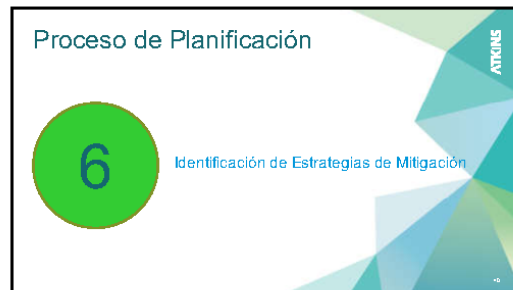 Proceso de Planificación
ATKINS
6
Identificación de Estrategias de Mitigación